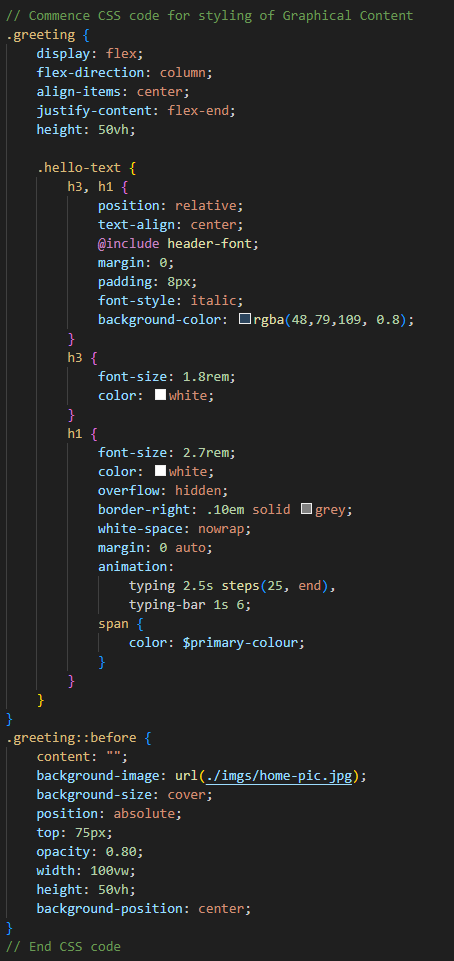 // Commence CSS code for styling of Graphical Content
.greeting {
    display: flex;
    flex-direction: column;
    align-items: center;
    justify-content: flex-end;
    height: 50vh;

    .hello-text {
        h3, h1 {
            position: relative;
            text-align: center;
            @include header-font;
            margin: 0;
            padding: 8px;
            font-style: italic;
            background-color: rgba(48,79,109, 0.8);
        }
        h3 {
            font-size: 1.8rem;
            color: white;
        }
        h1 {
            font-size: 2.7rem;
            color: white;
            overflow: hidden;
            border-right: .10em solid grey;
            white-space: nowrap;
            margin: 0 auto;
            animation:
                typing 2.5s steps(25, end),
                typing-bar 1s 6;
            span {
                color: $primary-colour;
            }
        }
    }
}
.greeting::before {
    content: "";
    background-image: url(./imgs/home-pic.jpg);
    background-size: cover;
    position: absolute;
    top: 75px;
    opacity: 0.80;
    width: 100vw;
    height: 50vh;
    background-position: center;
}
// End CSS code